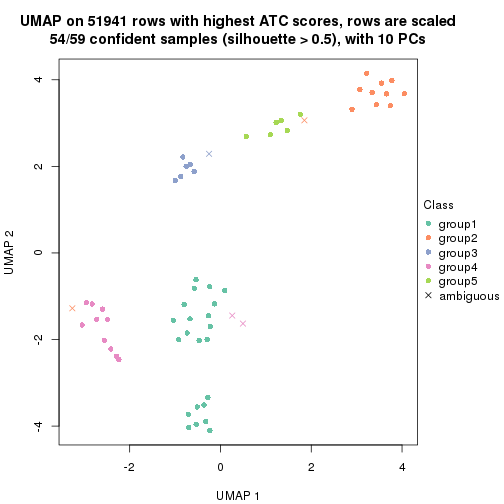 UMAP on 51941 rows with highest ATC scores, rows are scaled
54/59 confident samples (silhouette > 0.5), with 10 PCs
4
2
0
-2
-4
UMAP 2
-2
0
2
4
UMAP 1
Class
group1
group2
group3
group4
group5
ambiguous